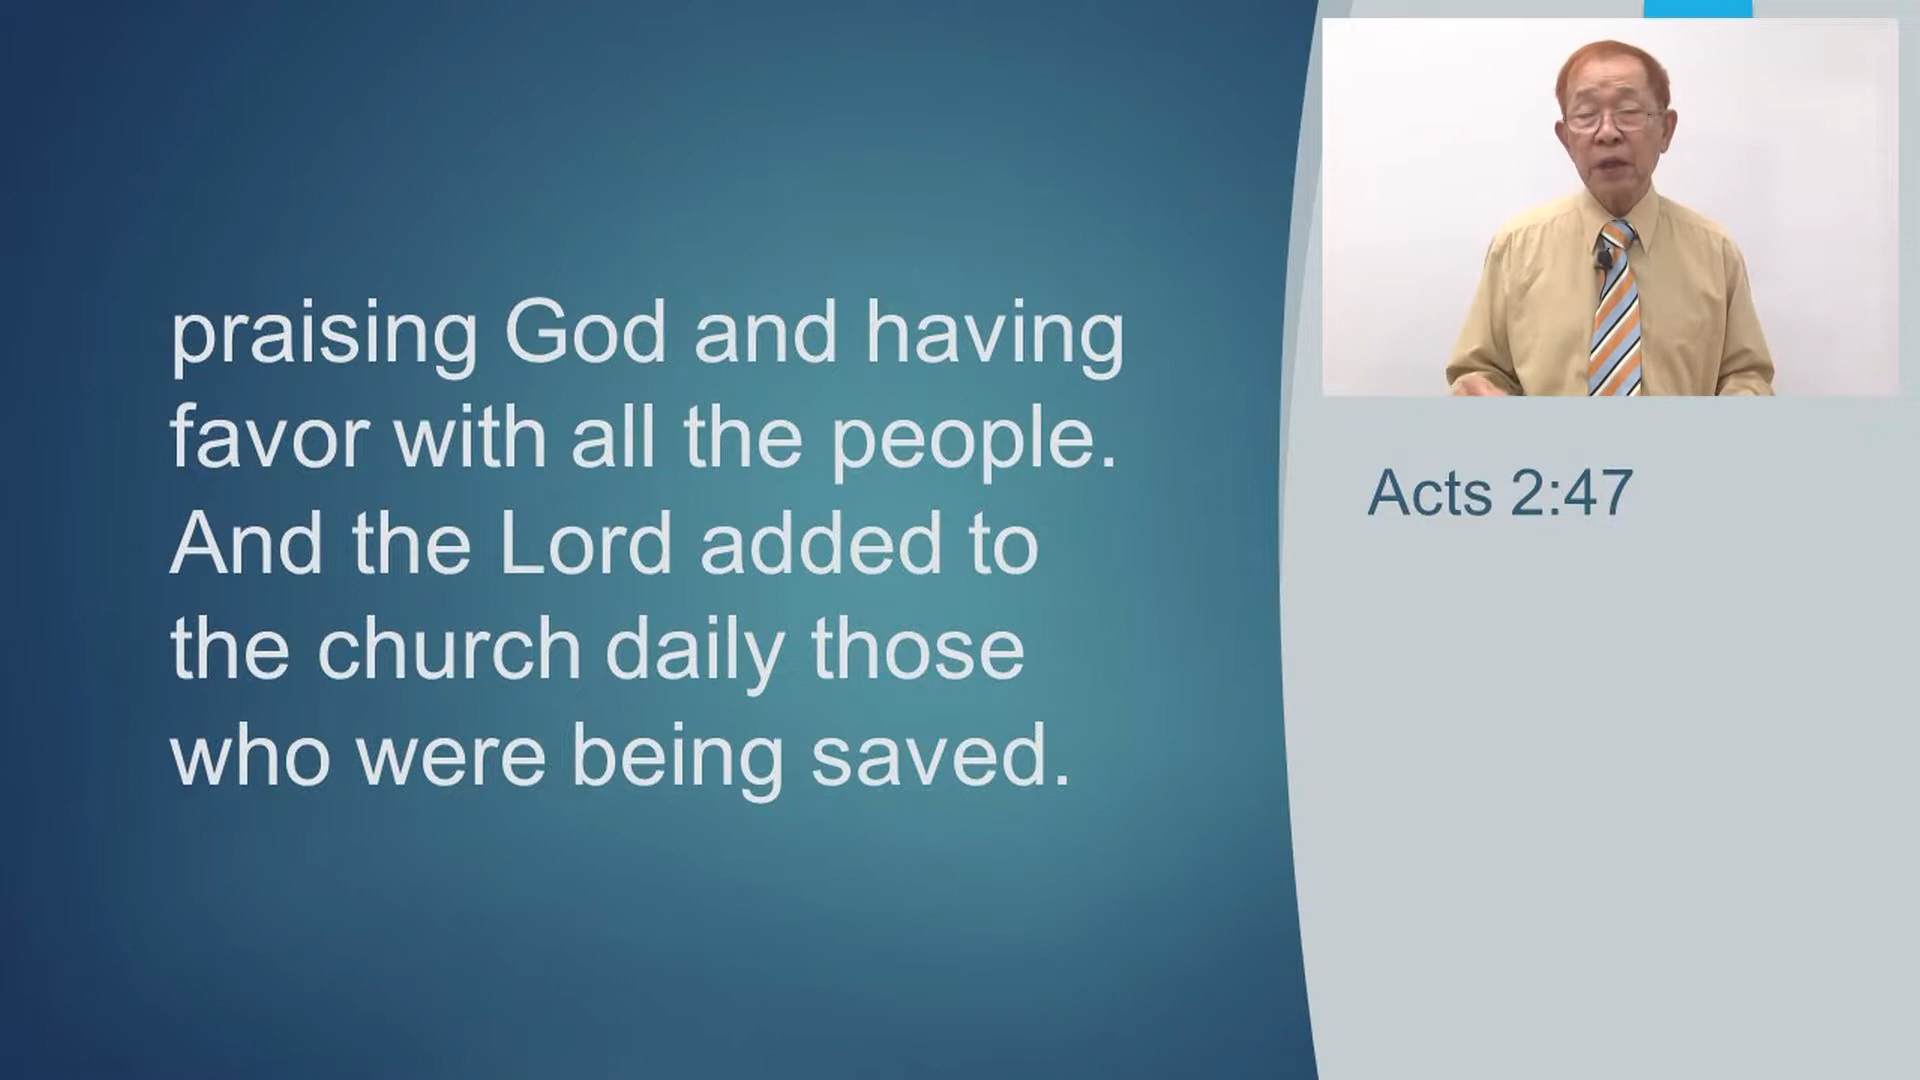 praising God and having
favor with all the people.
And the Lord added to
the church daily those
who were being saved.
Acts 2:47